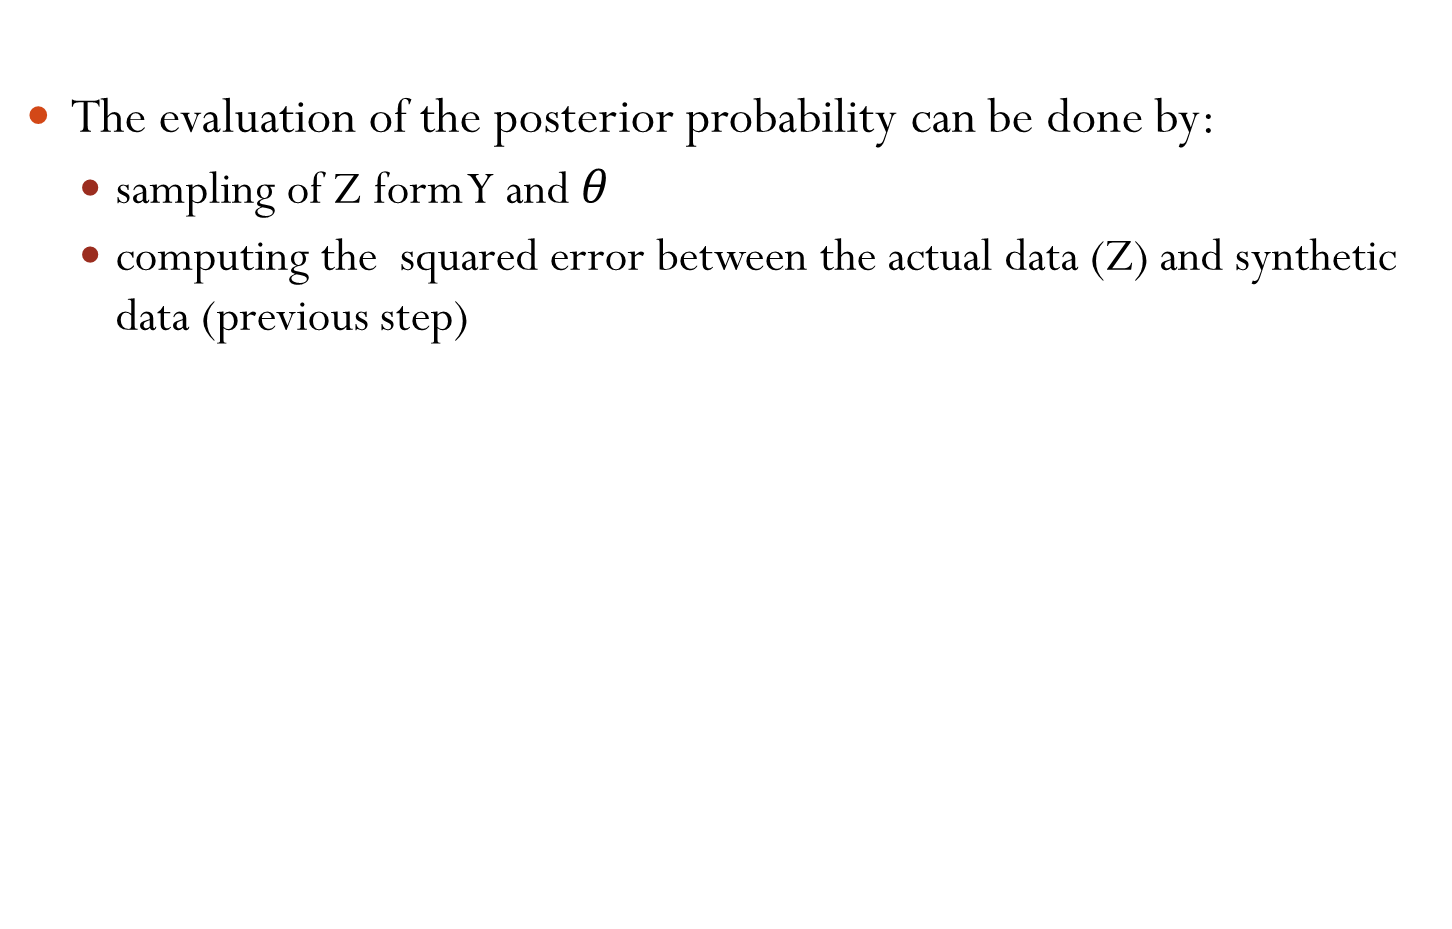 • The evaluation of the posterior probability can be done by:
• sampling of Z form Y and θ
• computing the  squared error between the actual data (Z) and synthetic
data (previous step)